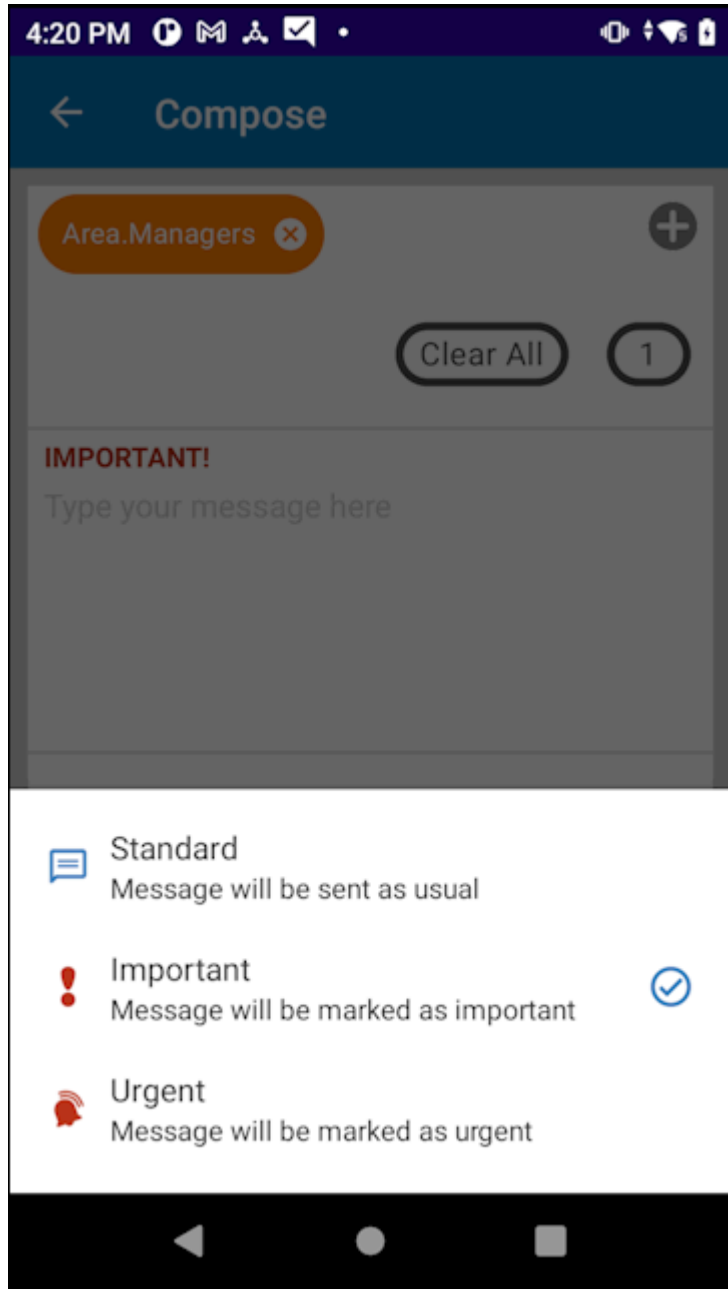 4:20 PM
Compose
Area.Managers
Clear All
1
IMPORTANT!
Type your message here
Standard
Message will be sent as usual
Important
Message will be marked as important
Urgent
Message will be marked as urgent